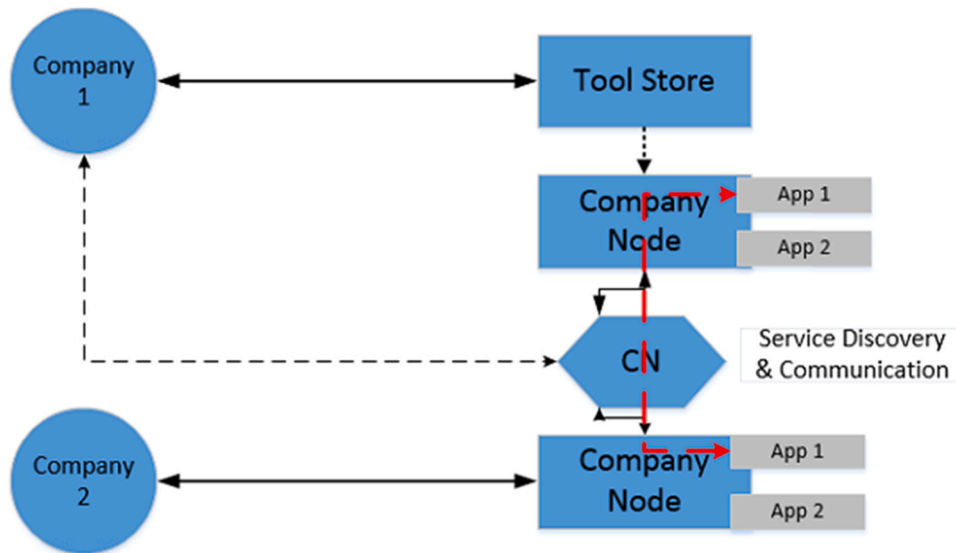 Company
1
Tool Store
Company
Node
App 1
App 2
CN
Service Discovery
& Communication
Company
2
Company
Node
App 1
App 2